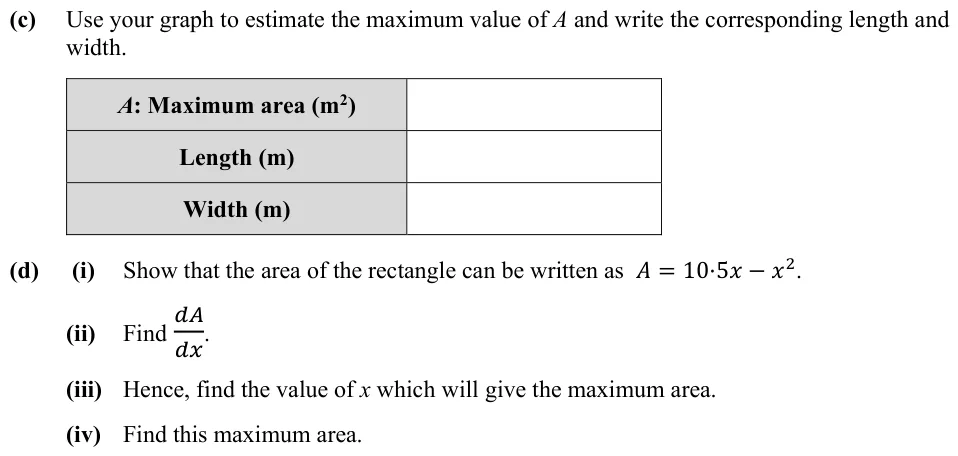 (c) Use your graph to estimate the maximum value of A and write the corresponding length and
width.
A: Maximum area (m²)
Length (m)
Width (m)
(d) (i) Show that the area of the rectangle can be written as A = 10·5x − x².
(ii) Find dA/dx.
(iii) Hence, find the value of x which will give the maximum area.
(iv) Find this maximum area.